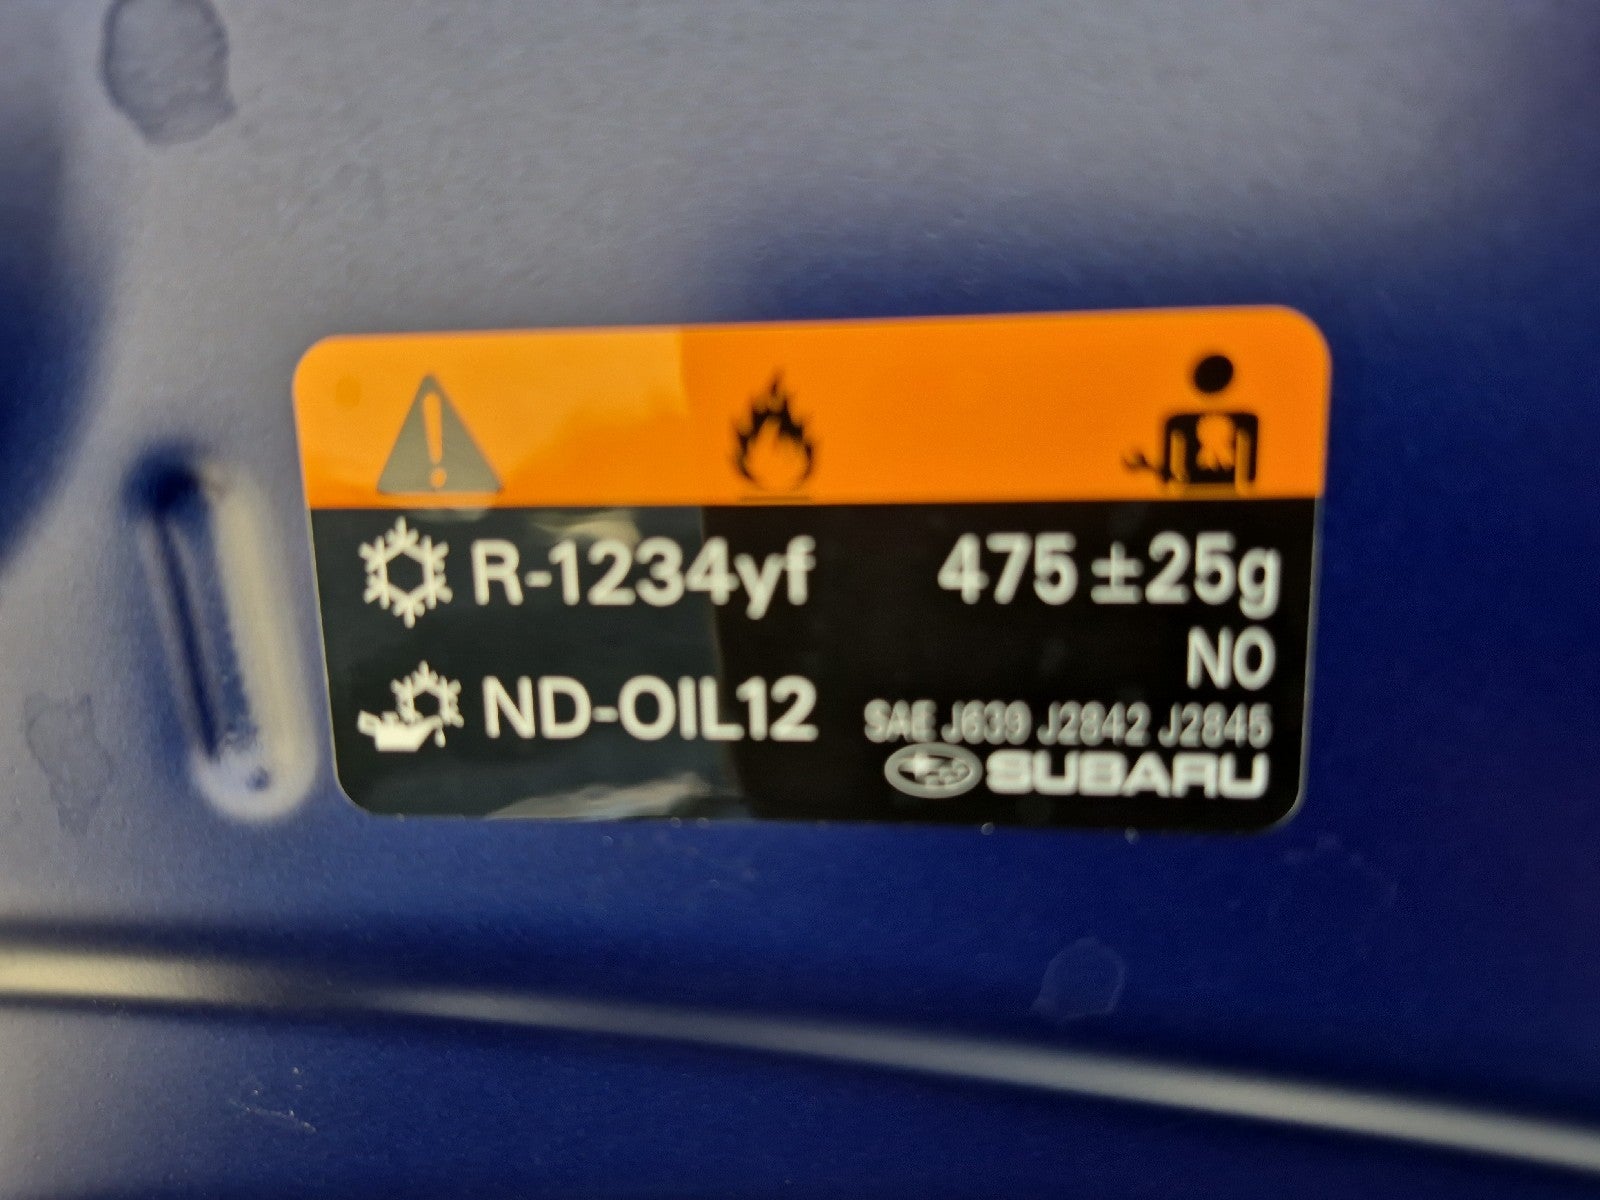 R-1234yf 475±25g
NO
ND-OIL12
SAE J639 J2842 J2845
SUBARU